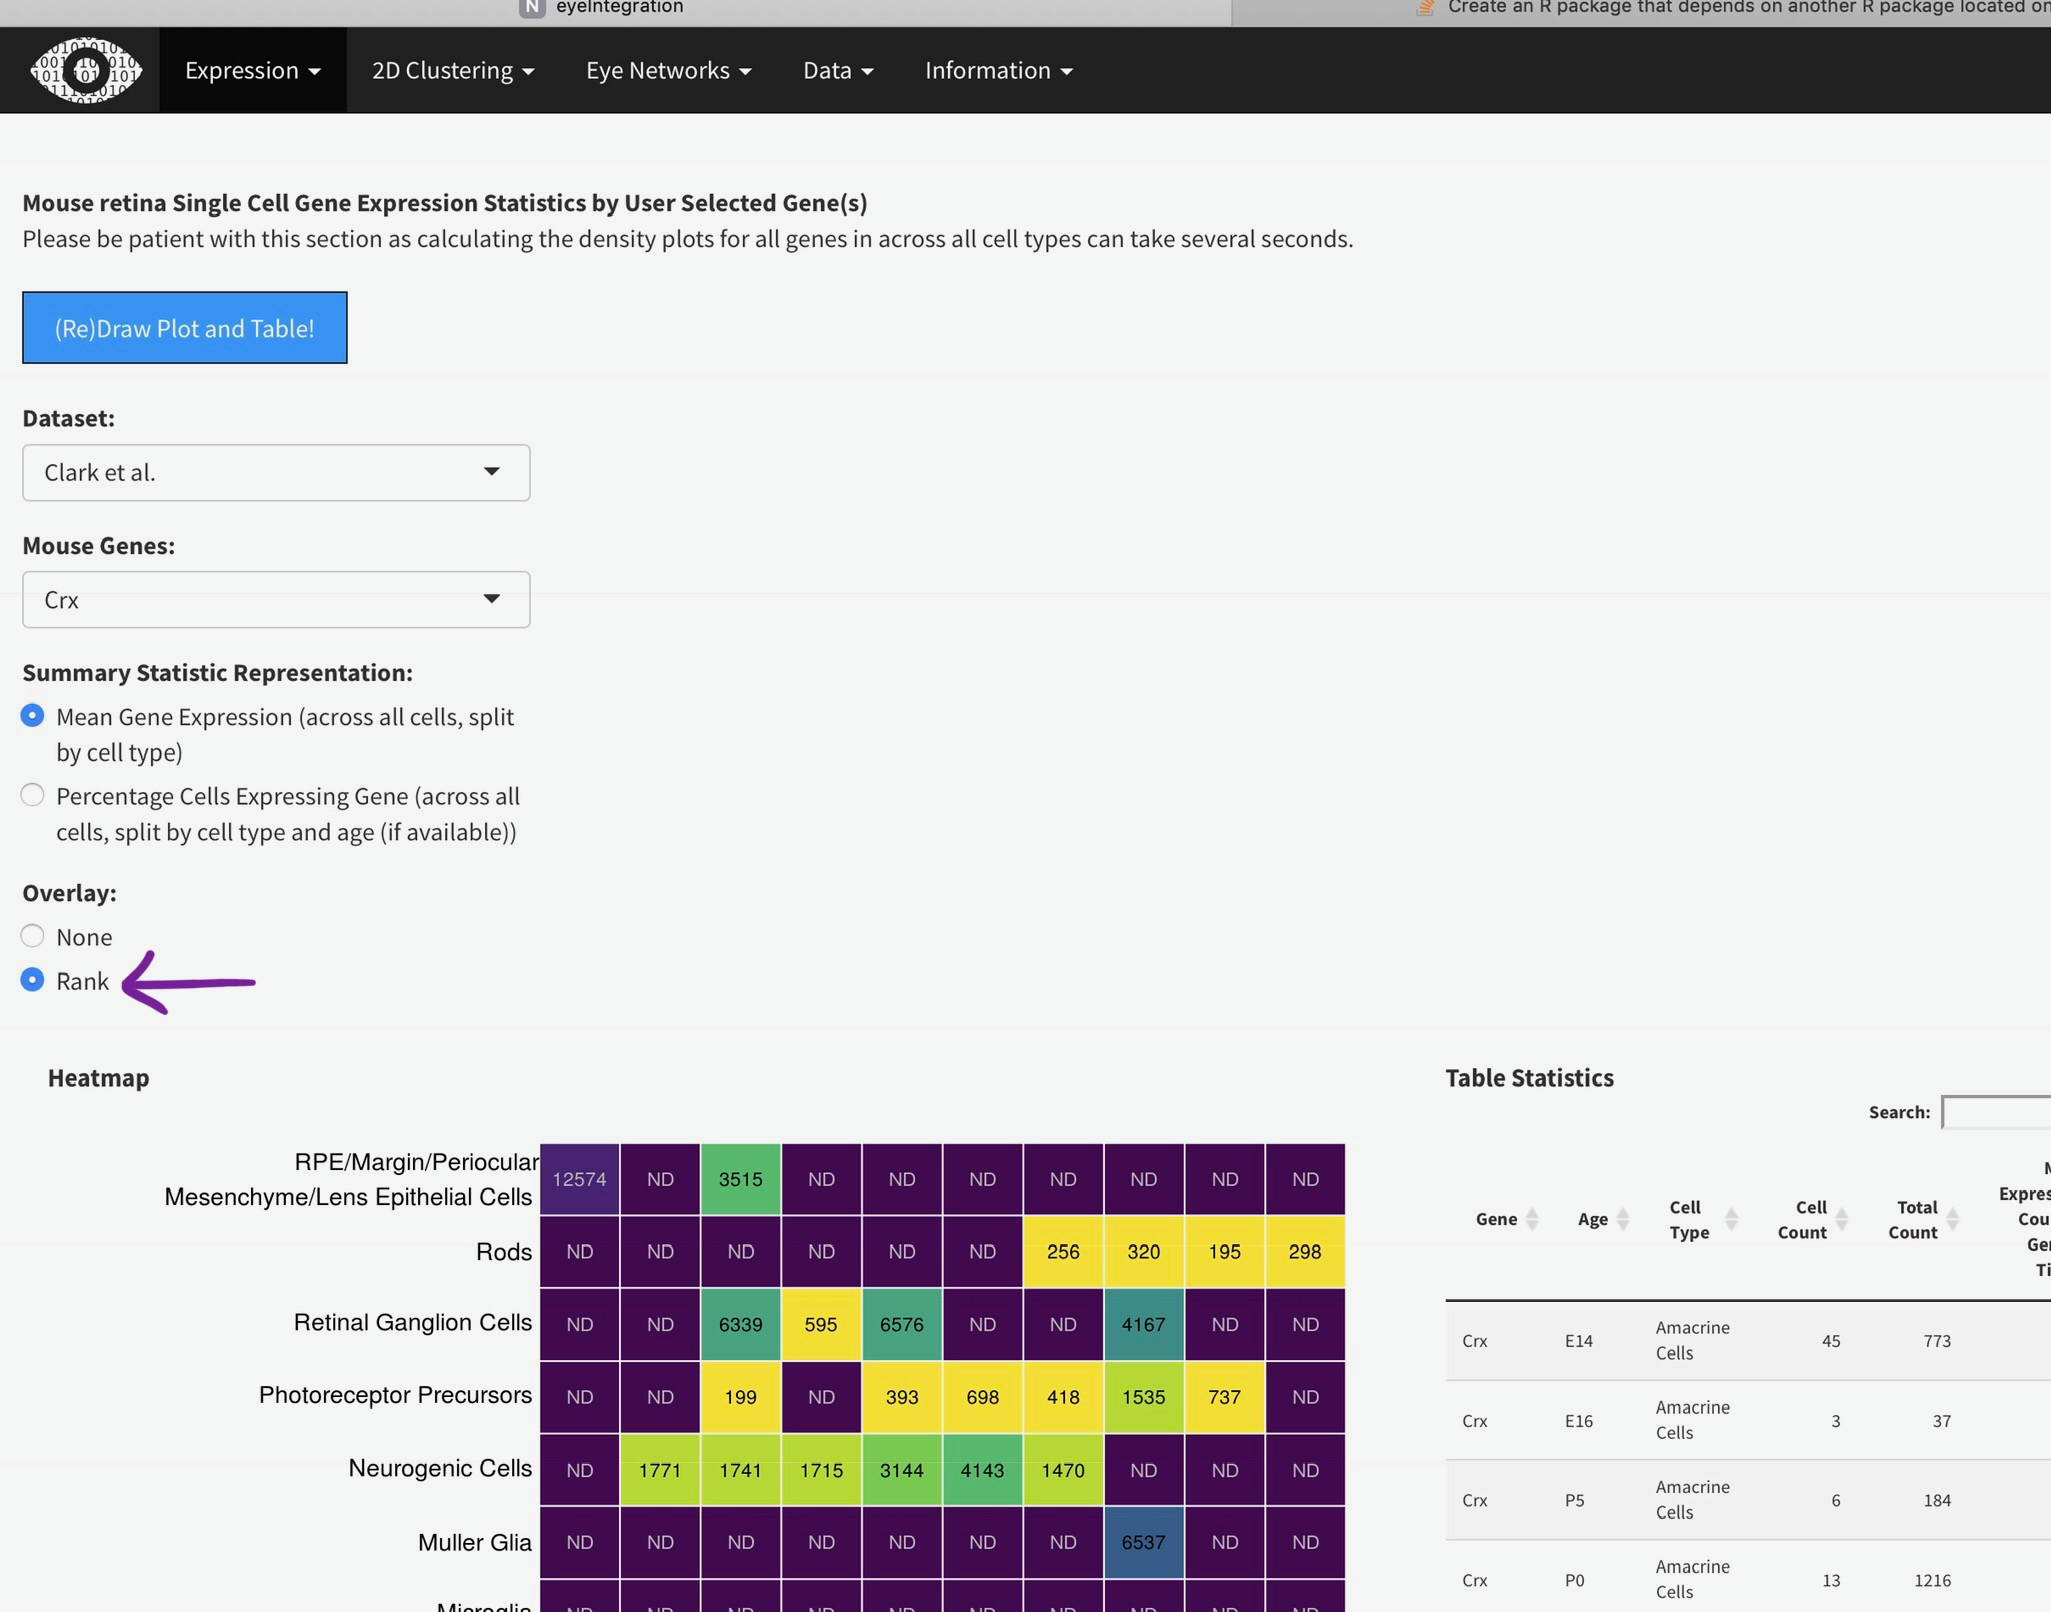 eyeIntegration
Create an R package that depends on another R package located on
Expression
2D Clustering
Eye Networks
Data
Information
Mouse retina Single Cell Gene Expression Statistics by User Selected Gene(s)
Please be patient with this section as calculating the density plots for all genes in across all cell types can take several seconds.
(Re)Draw Plot and Table!
Dataset:
Clark et al.
Mouse Genes:
Crx
Summary Statistic Representation:
Mean Gene Expression (across all cells, split
by cell type)
Percentage Cells Expressing Gene (across all
cells, split by cell type and age (if available))
Overlay:
None
Rank
Heatmap
RPE/Margin/Periocular
Mesenchyme/Lens Epithelial Cells
12574 ND 3515 ND ND ND ND ND ND ND
Rods ND ND ND ND ND ND 256 320 195 298
Retinal Ganglion Cells ND ND 6339 595 6576 ND ND 4167 ND ND
Photoreceptor Precursors ND ND 199 ND 393 698 418 1535 737 ND
Neurogenic Cells ND 1771 1741 1715 3144 4143 1470 ND ND ND
Muller Glia ND ND ND ND ND ND ND 6537 ND ND
Table Statistics
Search:
Gene
Age
Cell
Type
Cell
Count
Total
Count
Crx E14 Amacrine
Cells 45 773
Crx E16 Amacrine
Cells 3 37
Crx P5 Amacrine
Cells 6 184
Crx P0 Amacrine
Cells 13 1216